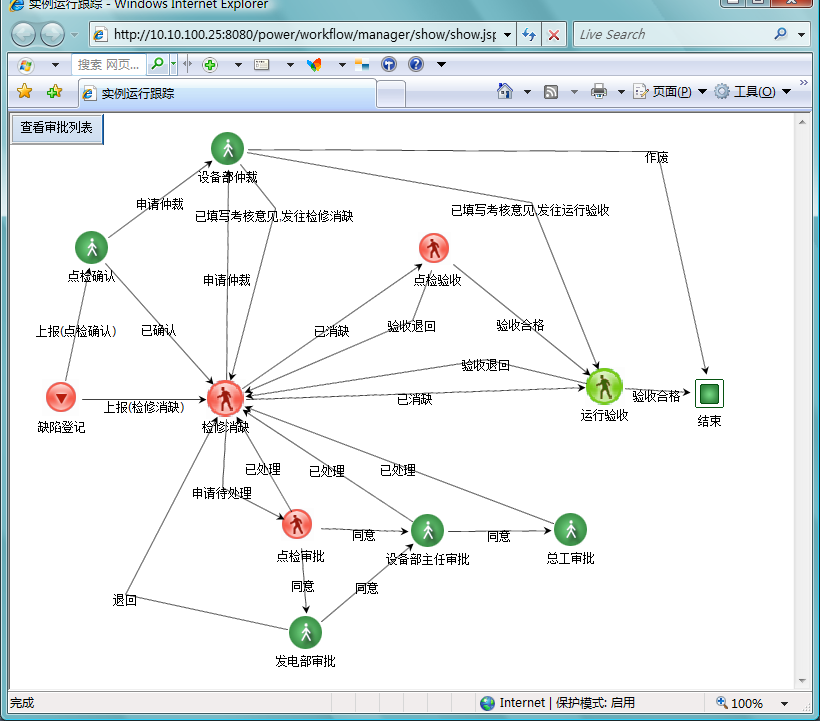 实例运行跟踪 - Windows Internet Explorer
http://10.10.100.25:8080/power/workflow/manager/show/show.jsp
Live Search
搜索 网页...
实例运行跟踪
页面(P)
工具(O)
查看审批列表
作废
设备部仲裁
申请仲裁
已填写考核意见,发往检修消缺
已填写考核意见,发往运行验收
点检确认
申请仲裁
点检验收
上报(点检确认)
已确认
已消缺
验收退回
验收合格
验收退回
缺陷登记
上报(检修消缺)
检修消缺
已消缺
运行验收
验收合格
结束
已处理
已处理
已处理
申请待处理
点检审批
同意
设备部主任审批
同意
总工审批
同意
同意
退回
发电部审批
完成
Internet | 保护模式: 启用
100%